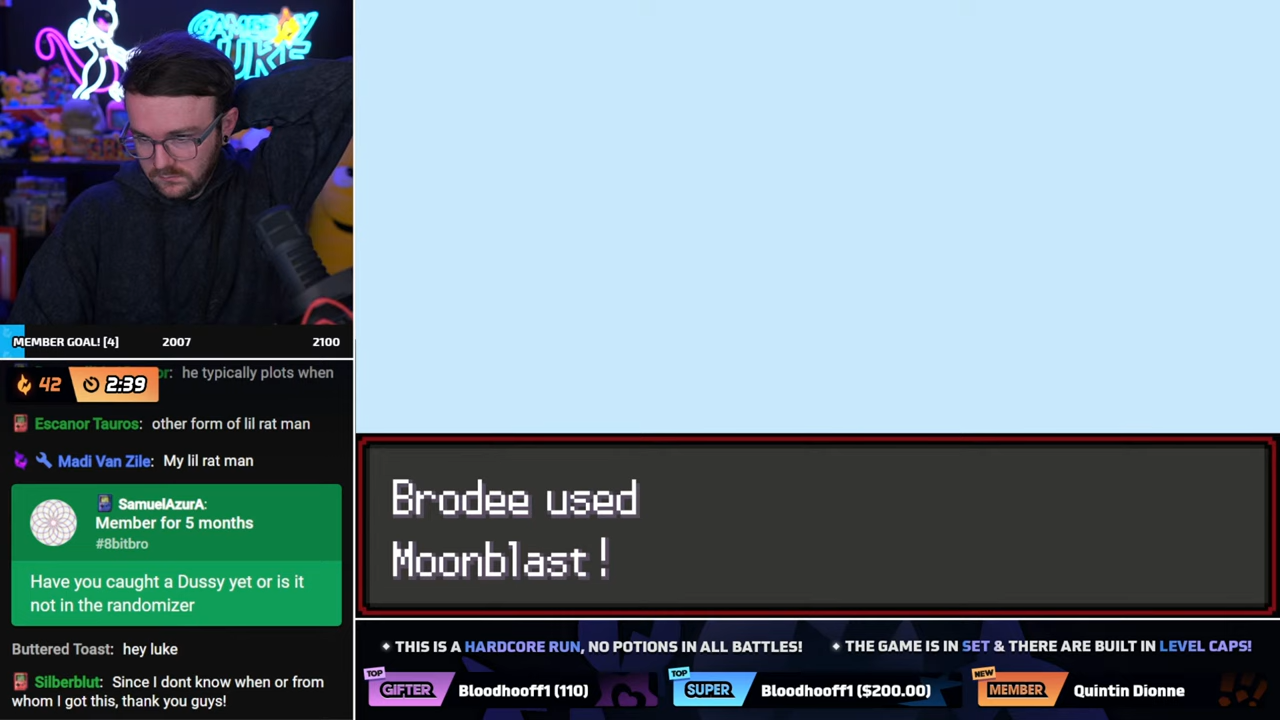 GAMEBOY
LUKE
MEMBER GOAL! [4] 2007 2100
42 2:39
he typically plots when
Escanor Tauros: other form of lil rat man
Madi Van Zile: My lil rat man
SamuelAzurA:
Member for 5 months
#8bitbro
Have you caught a Dussy yet or is it
not in the randomizer
Buttered Toast: hey luke
Silberblut: Since I dont know when or from
whom I got this, thank you guys!
Brodee used
Moonblast!
THIS IS A HARDCORE RUN, NO POTIONS IN ALL BATTLES! THE GAME IS IN SET & THERE ARE BUILT IN LEVEL CAPS!
TOP GIFTER Bloodhooff1 (110) TOP SUPER Bloodhooff1 ($200.00) NEW MEMBER Quintin Dionne